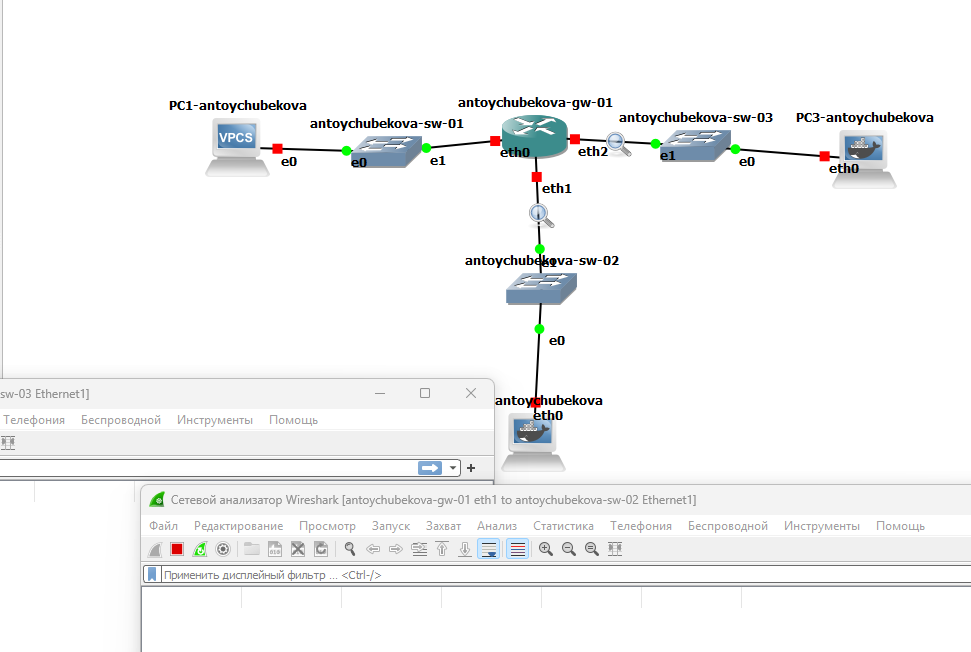 PC1-antoychubekova
VPCS
e0
antoychubekova-sw-01
e0
e1
antoychubekova-gw-01
eth0
eth2
eth1
antoychubekova-sw-03
e1
e0
PC3-antoychubekova
eth0
e1
antoychubekova-sw-02
e0
antoychubekova
eth0
sw-03 Ethernet1]
Телефония Беспроводной Инструменты Помощь
Сетевой анализатор Wireshark [antoychubekova-gw-01 eth1 to antoychubekova-sw-02 Ethernet1]
Файл Редактирование Просмотр Запуск Захват Анализ Статистика Телефония Беспроводной Инструменты Помощь
Применить дисплейный фильтр ... <Ctrl-/>